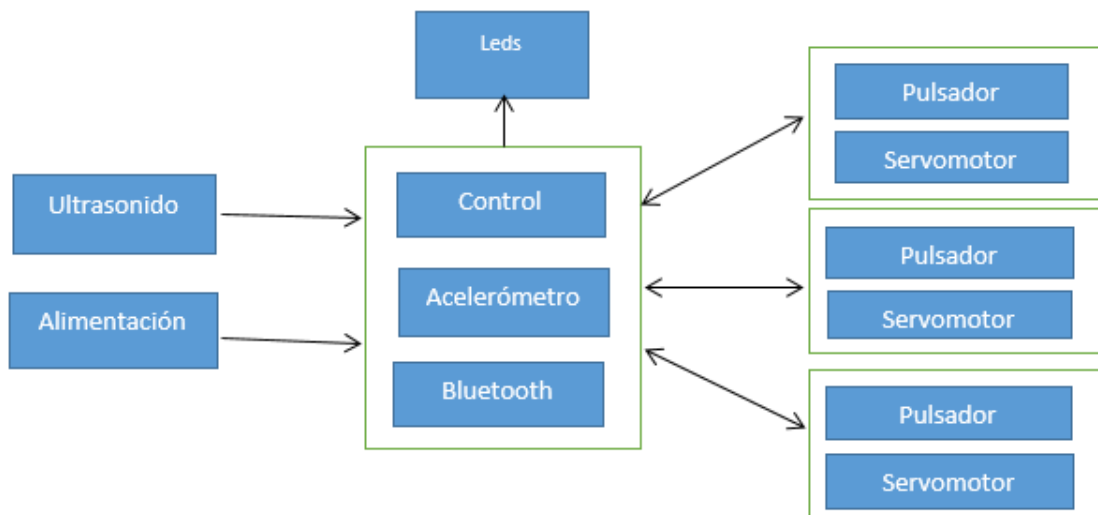 Leds
Ultrasonido
Alimentación
Control
Acelerómetro
Bluetooth
Pulsador
Servomotor
Pulsador
Servomotor
Pulsador
Servomotor